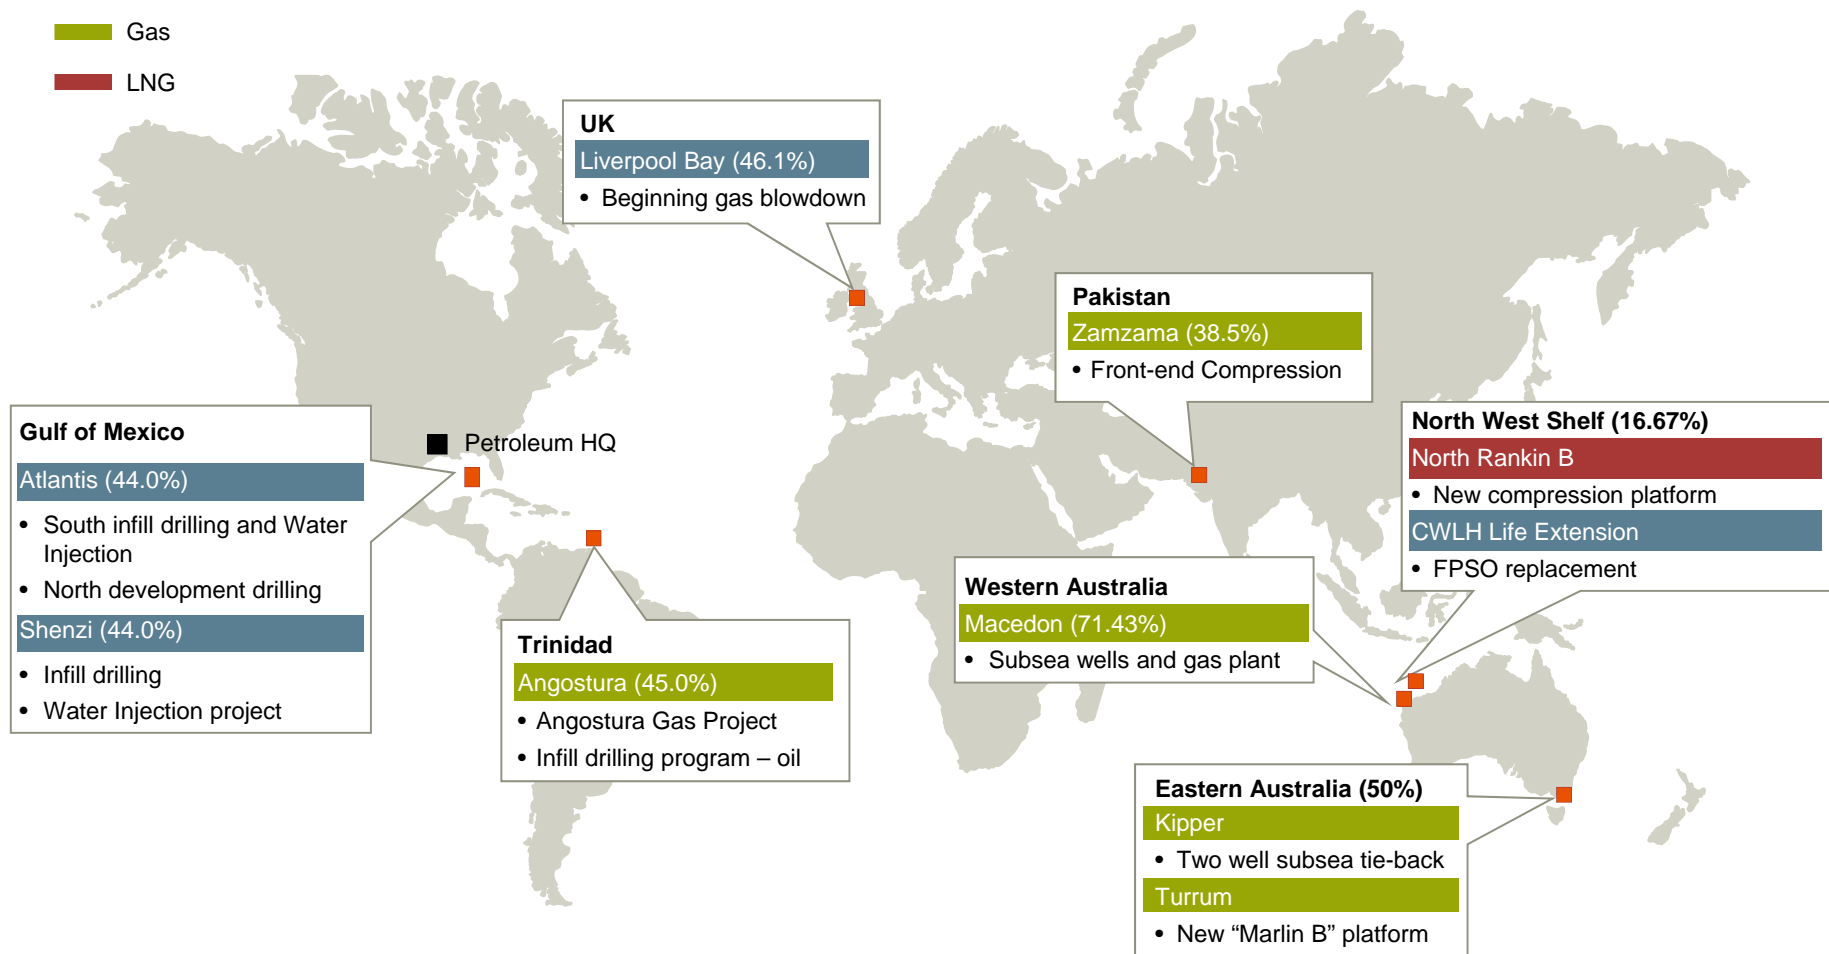 Gas
LNG
UK
Liverpool Bay (46.1%)
• Beginning gas blowdown
Pakistan
Zamzama (38.5%)
• Front-end Compression
Gulf of Mexico
Atlantis (44.0%)
• South infill drilling and Water
Injection
• North development drilling
Shenzi (44.0%)
• Infill drilling
• Water Injection project
Petroleum HQ
North West Shelf (16.67%)
North Rankin B
• New compression platform
CWLH Life Extension
• FPSO replacement
Trinidad
Angostura (45.0%)
• Angostura Gas Project
• Infill drilling program – oil
Western Australia
Macedon (71.43%)
• Subsea wells and gas plant
Eastern Australia (50%)
Kipper
• Two well subsea tie-back
Turrum
• New “Marlin B” platform